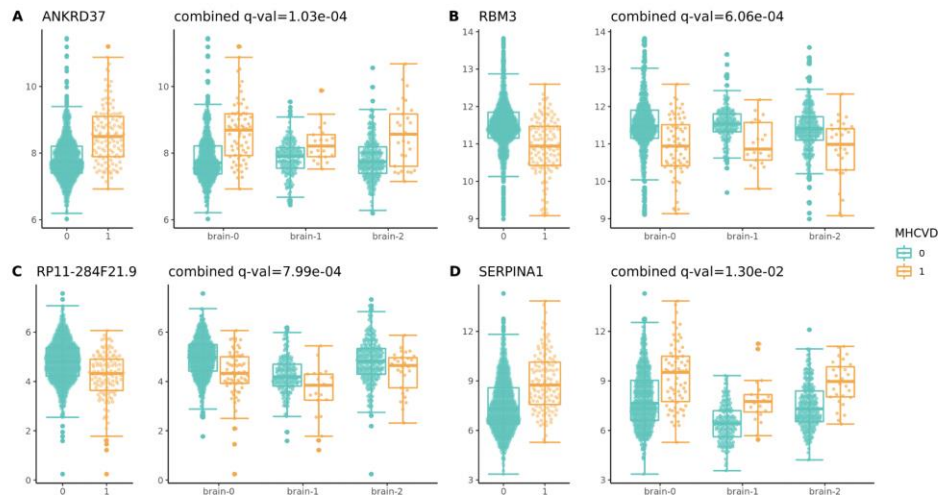 A ANKRD37 combined q-val=1.03e-04
10
8
6
0 1
brain-0 brain-1 brain-2
B RBM3 combined q-val=6.06e-04
14
13
12
11
10
9
0 1
brain-0 brain-1 brain-2
MHCVD
0
1
C RP11-284F21.9 combined q-val=7.99e-04
6
4
2
0
0 1
brain-0 brain-1 brain-2
D SERPINA1 combined q-val=1.30e-02
12
9
6
3
0 1
brain-0 brain-1 brain-2